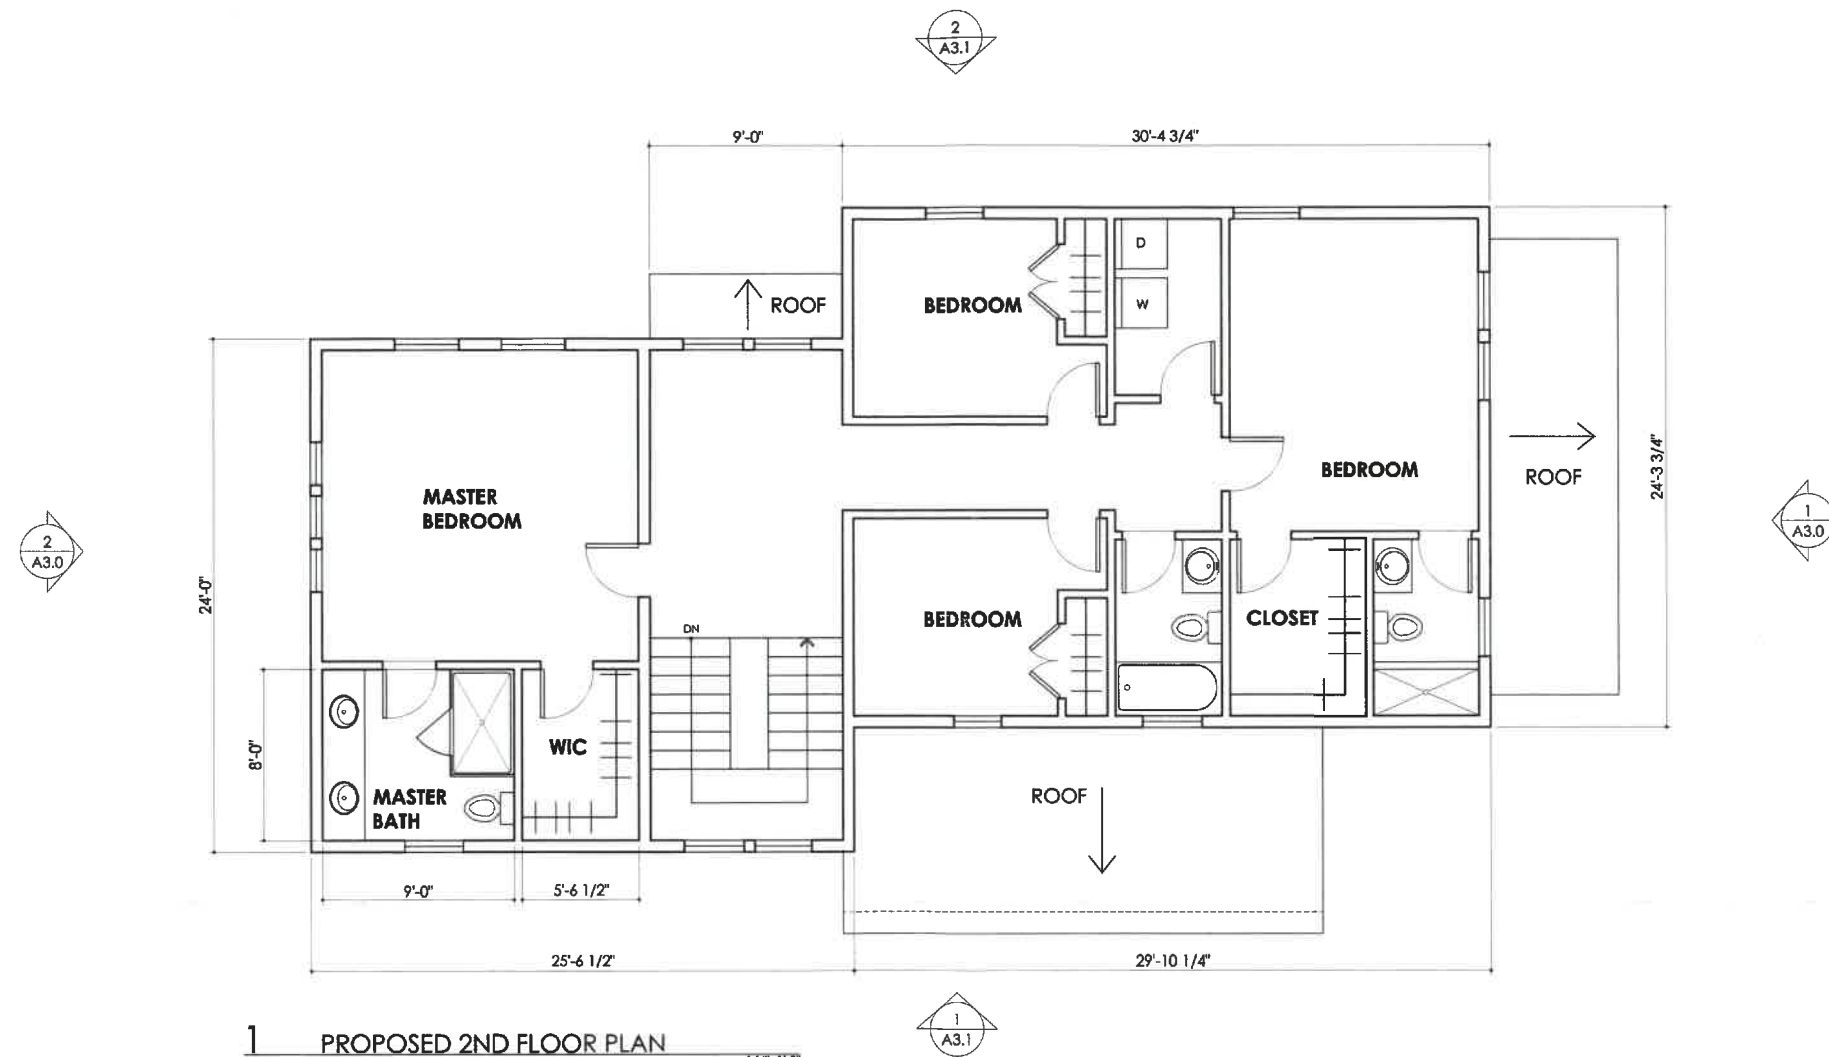 2
A3.1
9'-0"
30'-4 3/4"
D
W
ROOF
BEDROOM
MASTER
BEDROOM
BEDROOM
ROOF
24'-3 3/4"
2
A3.0
1
A3.0
24'-0"
DN
BEDROOM
CLOSET
8'-0"
WIC
MASTER
BATH
ROOF
9'-0"
5'-6 1/2"
25'-6 1/2"
29'-10 1/4"
1
A3.1
1 PROPOSED 2ND FLOOR PLAN